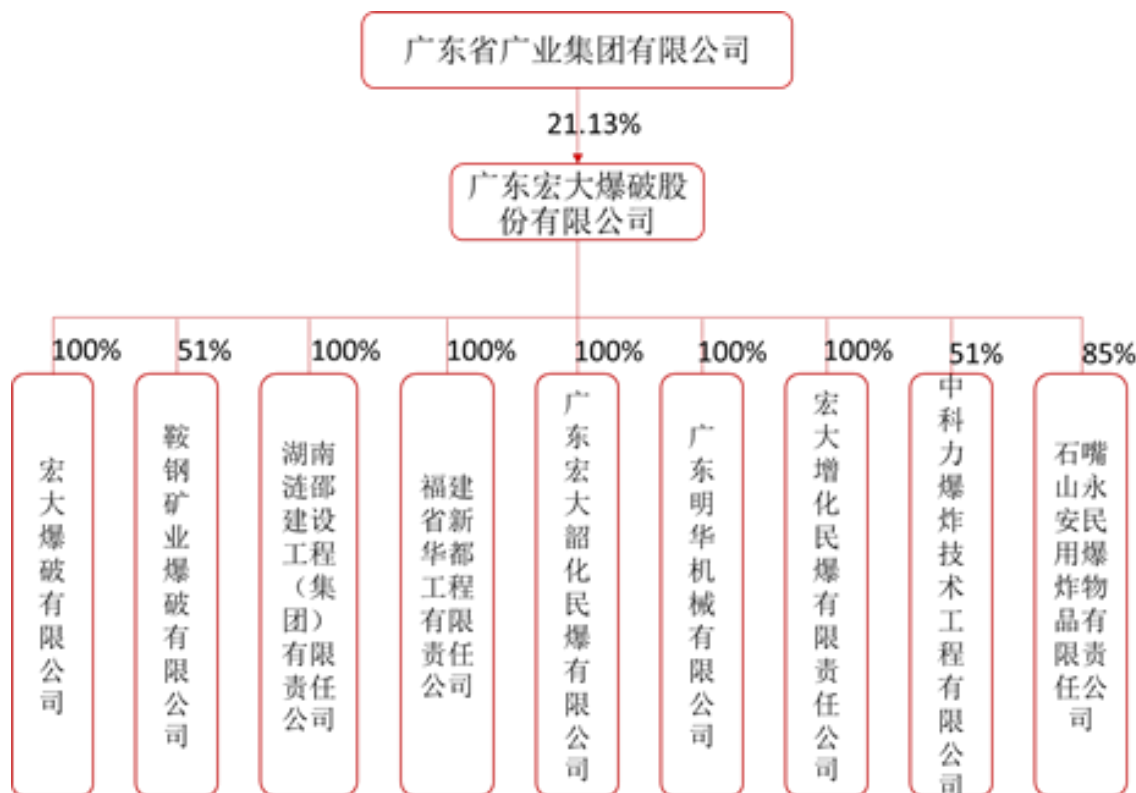 广东省广业集团有限公司
21.13%
广东宏大爆破股
份有限公司
100%
51%
100%
100%
100%
100%
100%
51%
85%
宏大爆破有限公司
鞍钢矿业爆破有限公司
湖南涟邵建设工程（集团）有限责任公司
福建省新华都工程有限责任公司
广东宏大韶化民爆有限公司
广东明华机械有限公司
宏大增化民爆有限责任公司
中科力爆炸技术工程有限公司
石嘴山永安民用爆炸物品有限责任公司